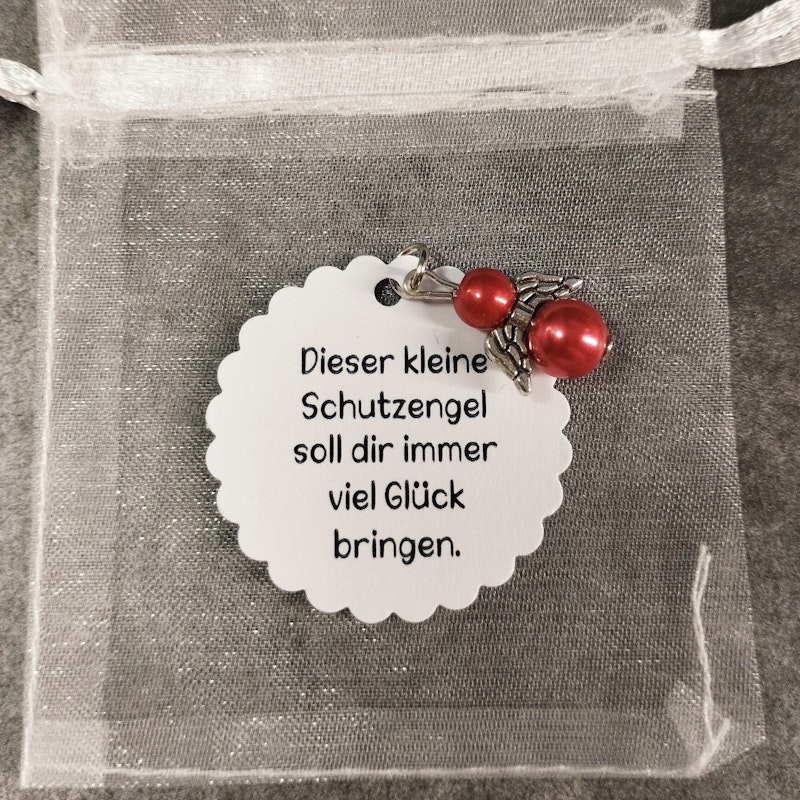 Dieser kleine
Schutzengel
soll dir immer
viel Glück
bringen.